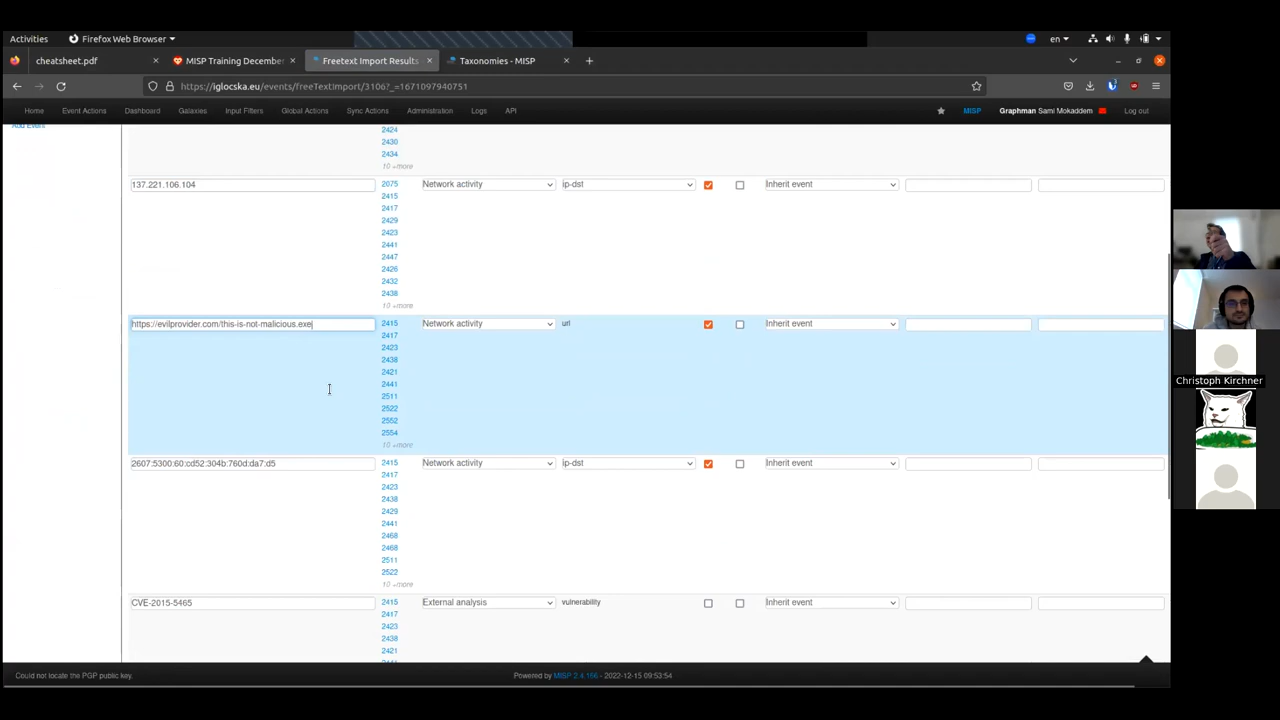 Activities
Firefox Web Browser
en
cheatsheet.pdf
MISP Training December
Freetext Import Results
Taxonomies - MISP
https://iglocska.eu/events/freeTextImport/3106?_=1671097940751
Home
Event Actions
Dashboard
Galaxies
Input Filters
Global Actions
Sync Actions
Administration
Logs
API
MISP
Graphman Sami Mokaddem
Log out
Add Event
2424
2430
2434
10 +more
137.221.106.104
2075
Network activity
ip-dst
Inherit event
2415
2417
2429
2423
2441
2447
2426
2432
2438
10 +more
https://evilprovider.com/this-is-not-malicious.exe
2415
Network activity
url
Inherit event
2417
2423
2438
2421
2441
2511
2522
2552
2554
10 +more
2607:5300:60:cd52:304b:760d:da7:d5
2415
Network activity
ip-dst
Inherit event
2417
2423
2438
2429
2441
2468
2468
2511
2522
10 +more
CVE-2015-5465
2415
External analysis
vulnerability
Inherit event
2417
2423
2438
2421
Could not locate the PGP public key.
Powered by MISP 2.4.166 - 2022-12-15 09:53:54
Christoph Kirchner